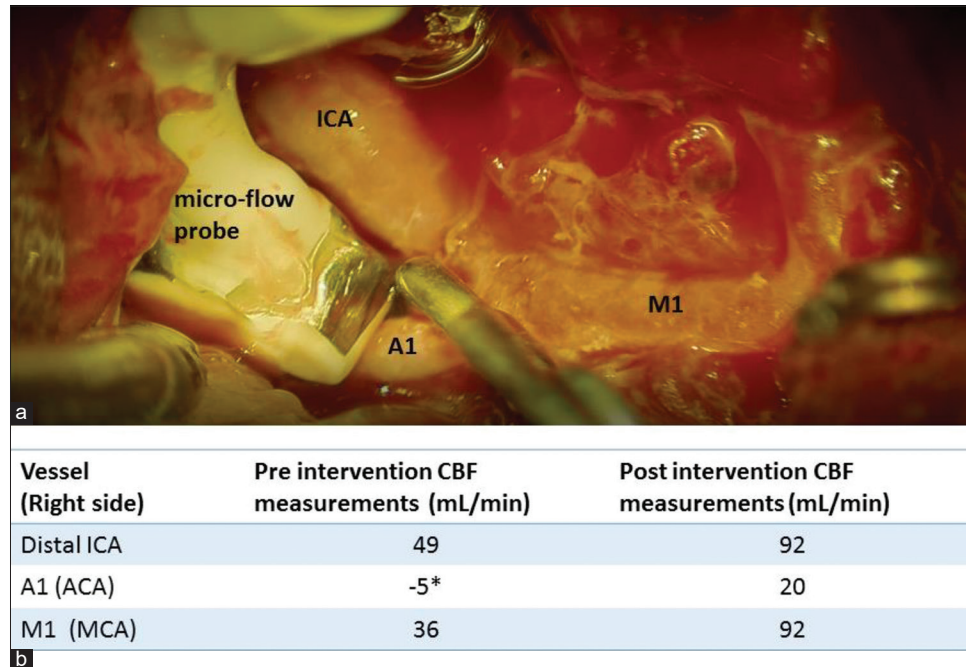 ICA
micro-flow
probe
M1
A1
a
Vessel
(Right side)
Pre intervention CBF
measurements (mL/min)
Post intervention CBF
measurements (mL/min)
Distal ICA 49 92
A1 (ACA) -5* 20
M1 (MCA) 36 92
b